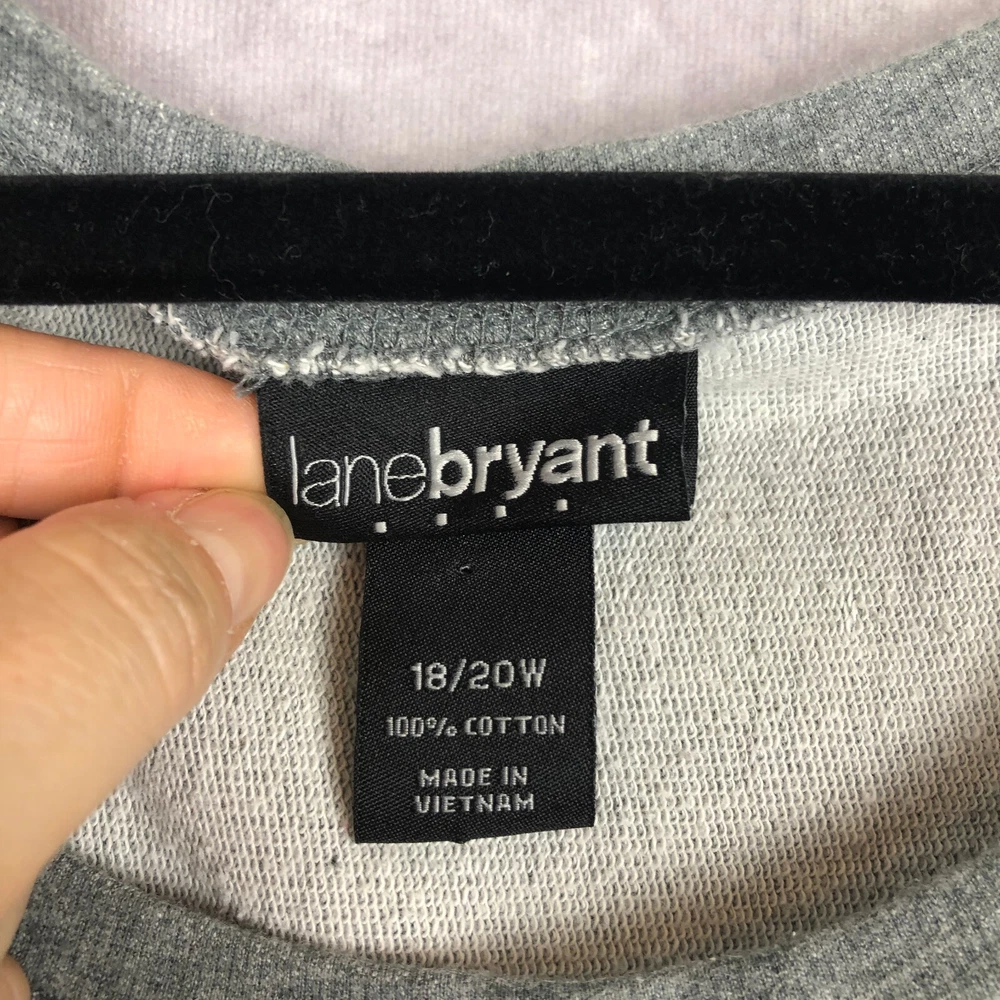 lanebryant
18/20W
100% COTTON
MADE IN
VIETNAM